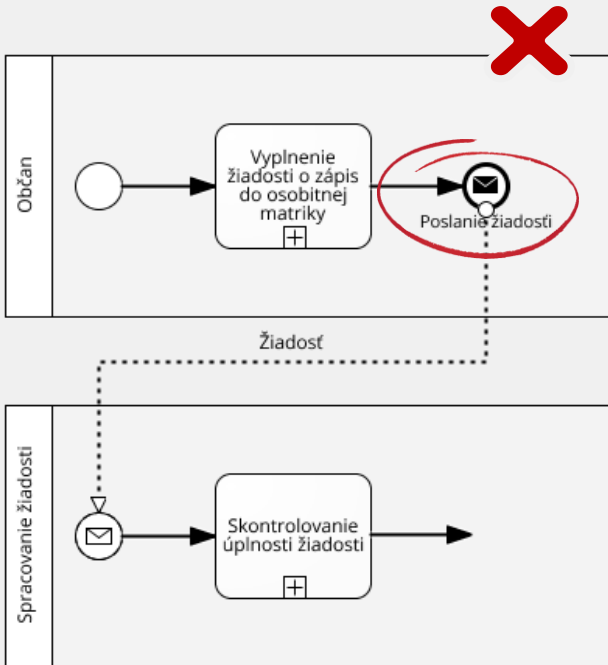 Občan
Vyplnenie
žiadosti o zápis
do osobitnej
matriky
Poslanie žiadosti
Žiadosť
Spracovanie žiadosti
Skontrolovanie
úplnosti žiadosti